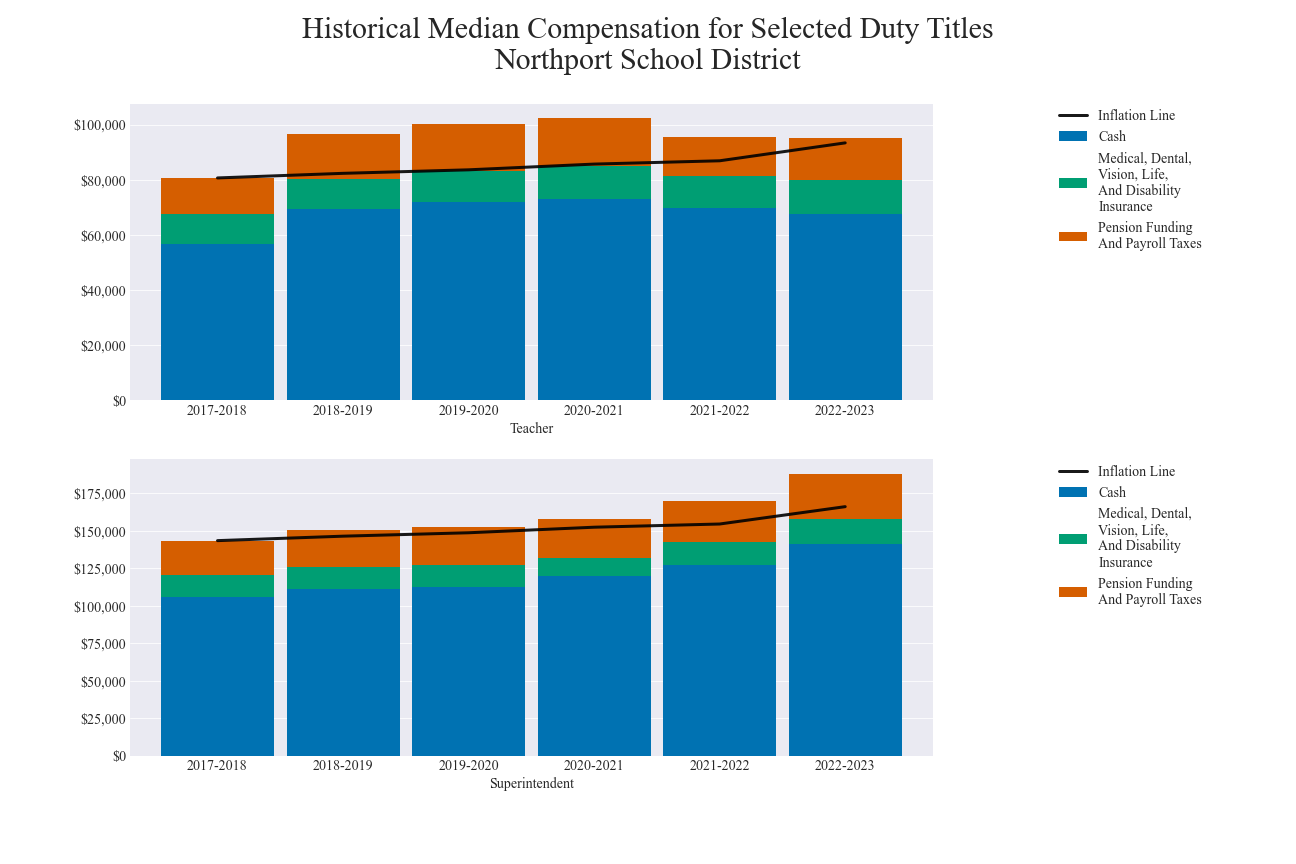 Historical Median Compensation for Selected Duty Titles
Northport School District
$100,000
$80,000
$60,000
$40,000
$20,000
$0
2017-2018
2018-2019
2019-2020
2020-2021
2021-2022
2022-2023
Teacher
Inflation Line
Cash
Medical, Dental,
Vision, Life,
And Disability
Insurance
Pension Funding
And Payroll Taxes
$175,000
$150,000
$125,000
$100,000
$75,000
$50,000
$25,000
$0
2017-2018
2018-2019
2019-2020
2020-2021
2021-2022
2022-2023
Superintendent
Inflation Line
Cash
Medical, Dental,
Vision, Life,
And Disability
Insurance
Pension Funding
And Payroll Taxes